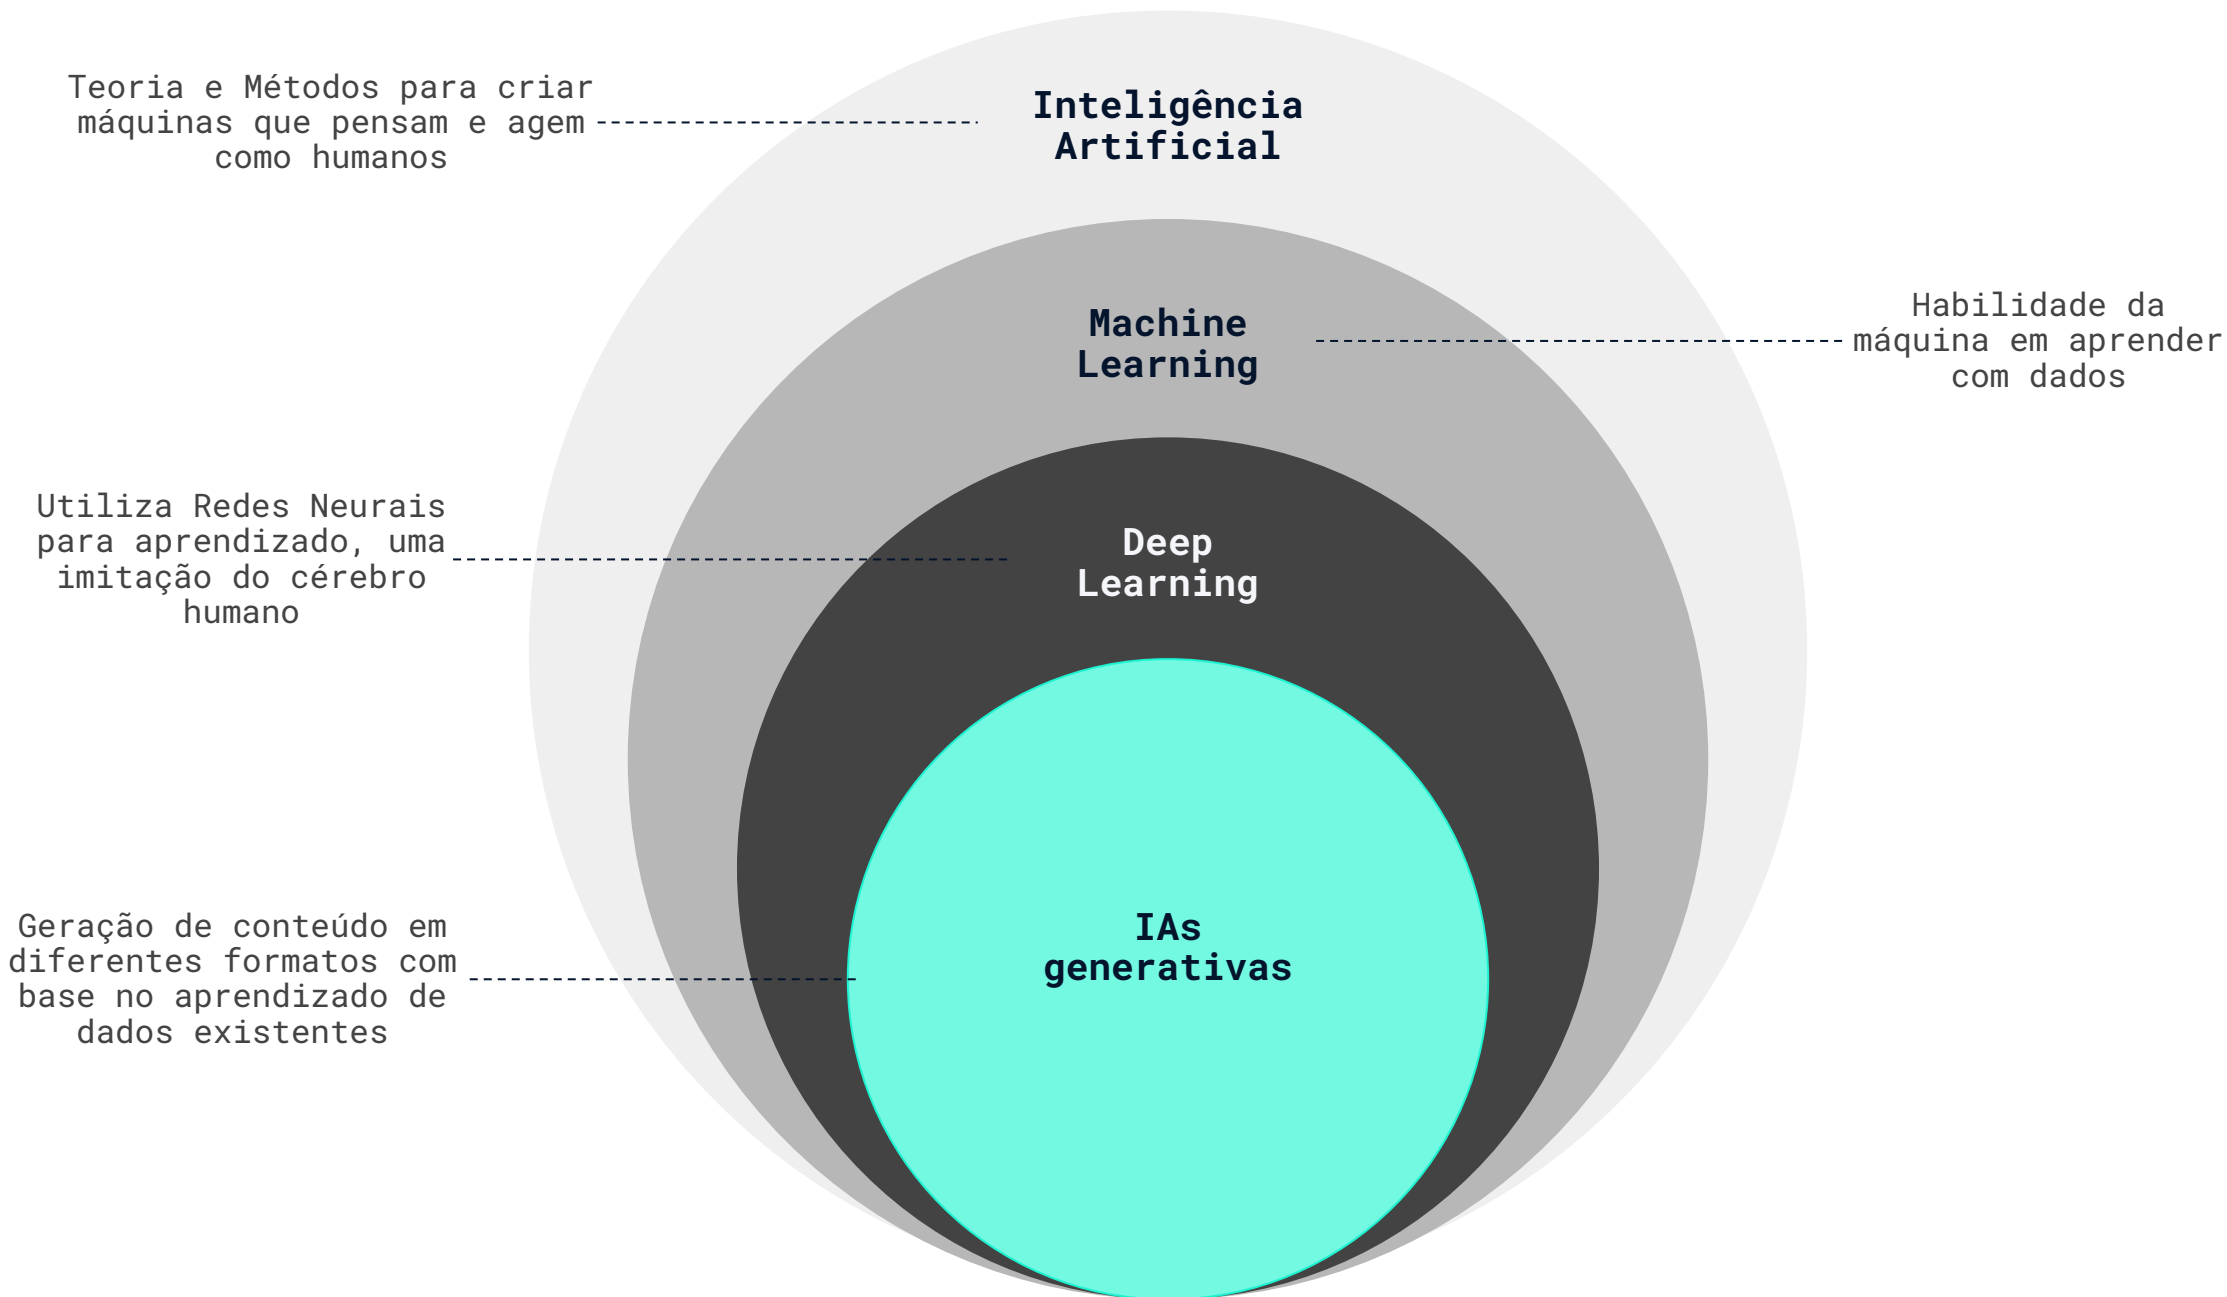 Teoria e Métodos para criar
máquinas que pensam e agem
como humanos
Inteligência
Artificial
Machine
Learning
Habilidade da
máquina em aprender
com dados
Utiliza Redes Neurais
para aprendizado, uma
imitação do cérebro
humano
Deep
Learning
Geração de conteúdo em
diferentes formatos com
base no aprendizado de
dados existentes
IAs
generativas